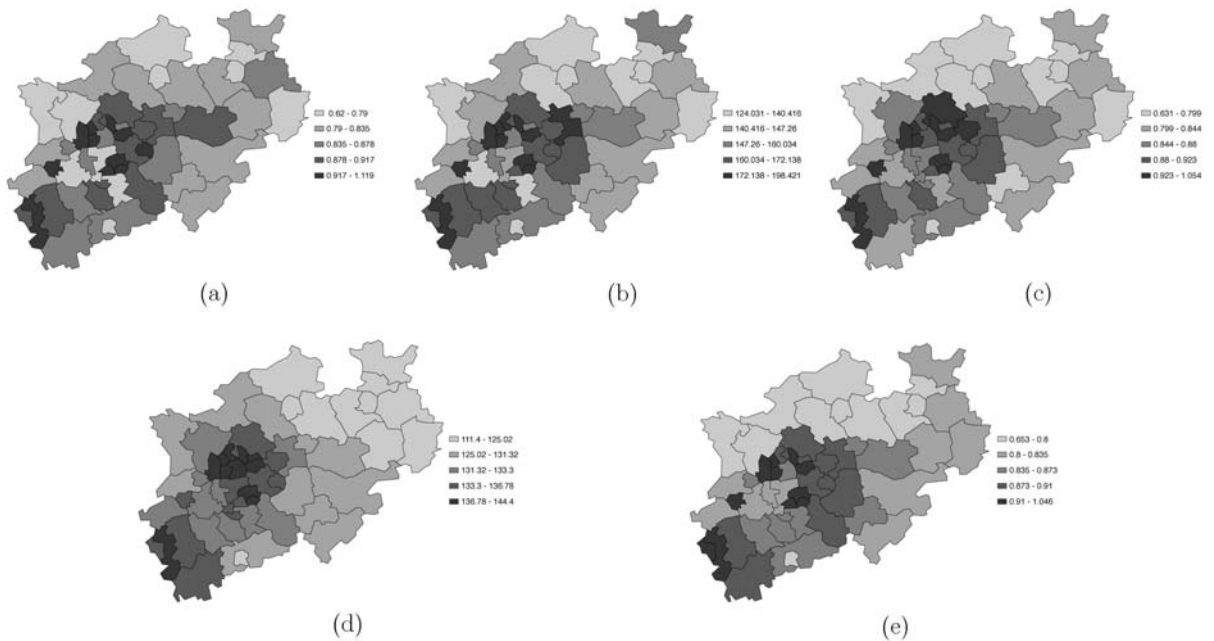 0.62 - 0.79
0.79 - 0.835
0.835 - 0.878
0.878 - 0.917
0.917 - 1.119
(a)
124.031 - 140.416
140.416 - 147.26
147.26 - 160.034
160.034 - 172.138
172.138 - 198.421
(b)
0.631 - 0.799
0.799 - 0.844
0.844 - 0.88
0.88 - 0.923
0.923 - 1.054
(c)
111.4 - 125.02
125.02 - 131.32
131.32 - 133.3
133.3 - 136.78
136.78 - 144.4
(d)
0.653 - 0.8
0.8 - 0.835
0.835 - 0.873
0.873 - 0.91
0.91 - 1.046
(e)